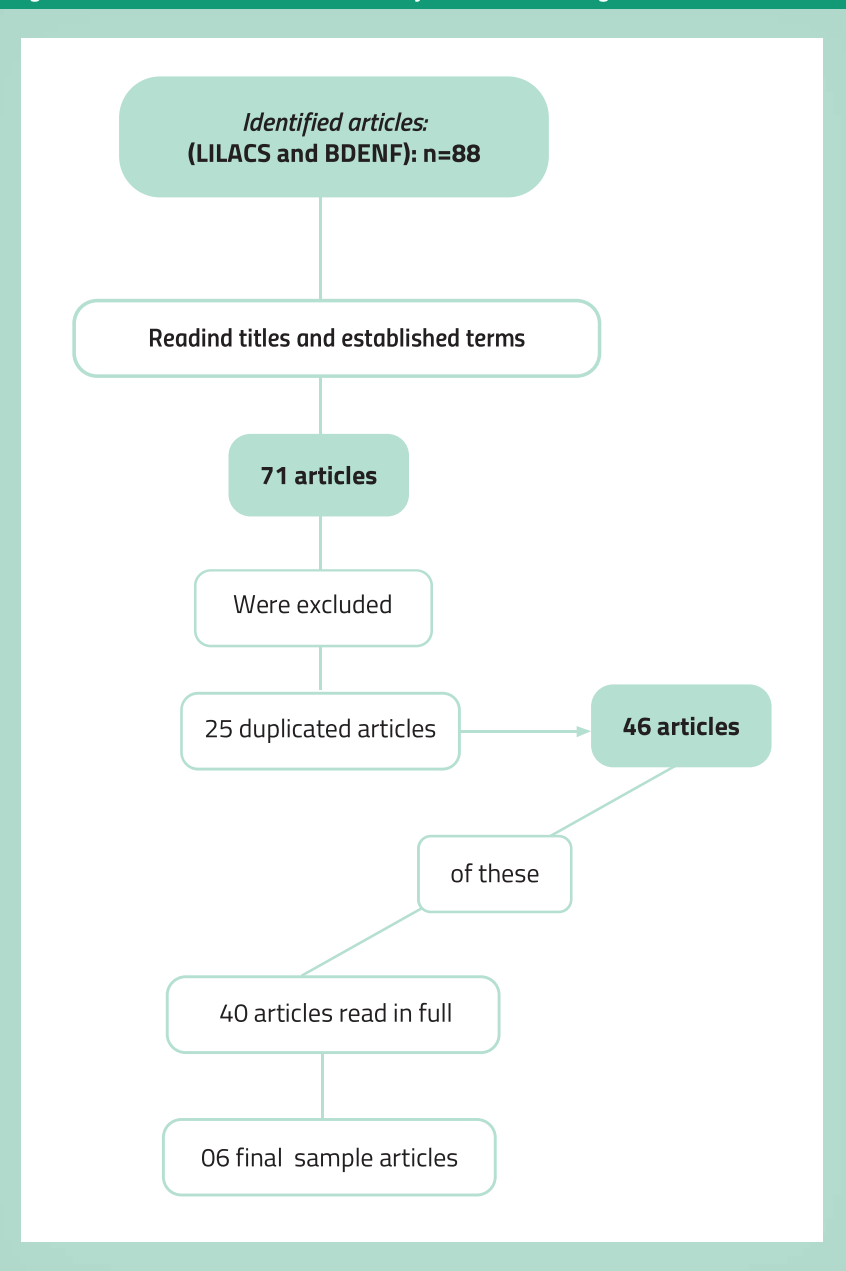 Identified articles:
(LILACS and BDENF): n=88
Readind titles and established terms
71 articles
Were excluded
25 duplicated articles
46 articles
of these
40 articles read in full
06 final sample articles